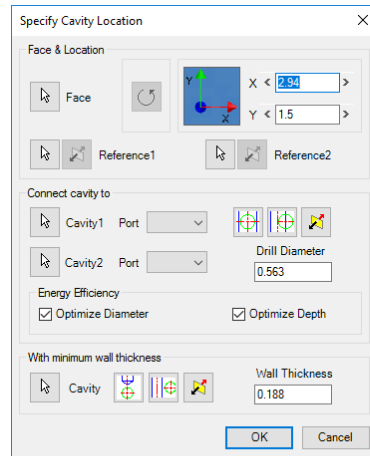 Specify Cavity Location
Face & Location
Face
Y
X
X < 2.94 >
Y < 1.5 >
Reference1
Reference2
Connect cavity to
Cavity1 Port
Cavity2 Port
Drill Diameter
0.563
Energy Efficiency
Optimize Diameter
Optimize Depth
With minimum wall thickness
Cavity
Wall Thickness
0.188
OK
Cancel